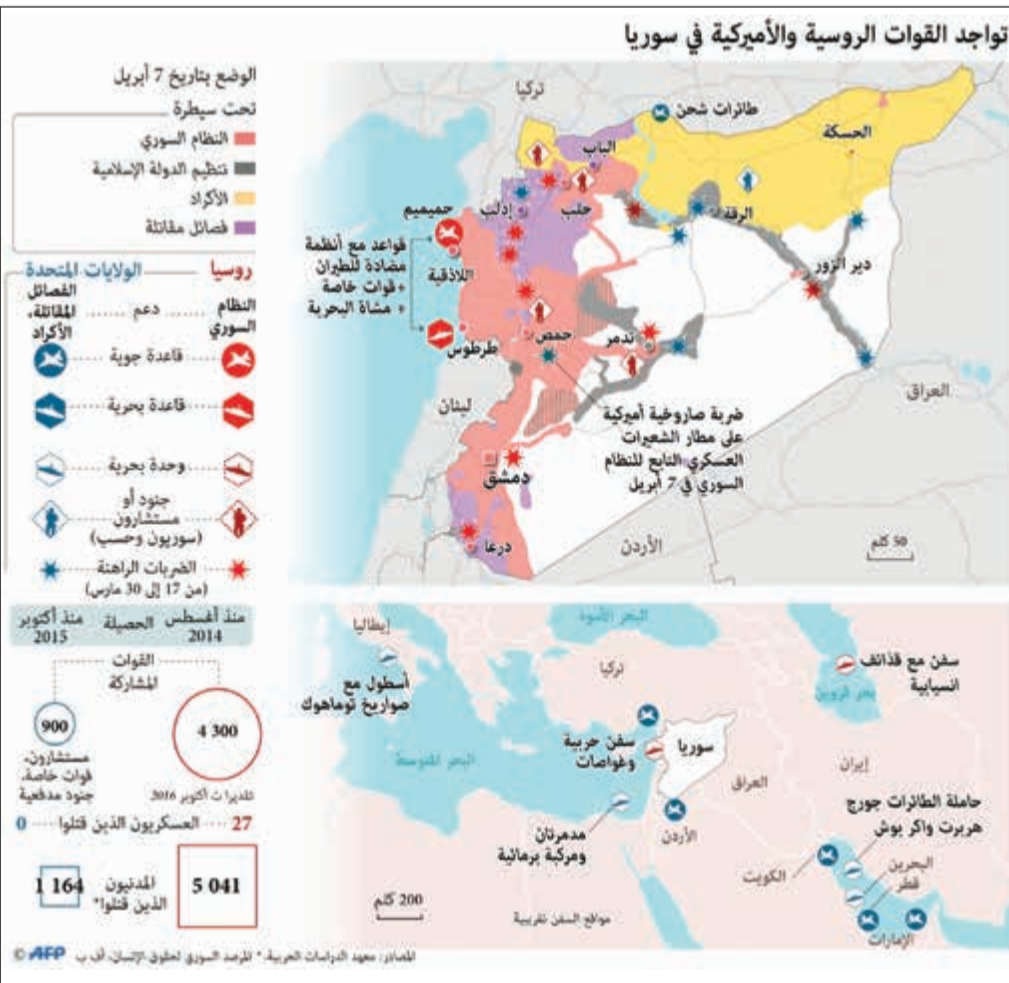 تواجد القوات الروسية والأميركية في سوريا
الوضع بتاريخ 7 أبريل
تحت سيطرة
النظام السوري
تنظيم الدولة الإسلامية
الأكراد
فصائل مقاتلة
روسيا
الولايات المتحدة
النظام السوري
دعم
الفصائل المقاتلة، الأكراد
قاعدة جوية
قاعدة بحرية
وحدة بحرية
جنود أو
مستشارون
(سوريون وحسب)
الضربات الراهنة
(من 17 إلى 30 مارس)
منذ أغسطس 2014
الحصيلة
منذ أكتوبر 2015
القوات
المشاركة
4 300
900
تقديرات أكتوبر 2016
مستشارون،
قوات خاصة،
جنود مدفعية
27
العسكريون الذين قتلوا
0
5 041
المدنيون
الذين قتلوا*
1 164
تركيا
طائرات شحن
الحسكة
الباب
حلب
إدلب
الرقة
دير الزور
حميميم
اللاذقية
قواعد مع أنظمة
مضادة للطيران
+ قوات خاصة
+ مشاة البحرية
طرطوس
حمص
تدمر
لبنان
العراق
ضربة صاروخية أميركية
على مطار الشعيرات
العسكري التابع للنظام
السوري في 7 أبريل
دمشق
درعا
الأردن
50 كلم
البحر الأسود
إيطاليا
تركيا
أسطول مع
صواريخ توماهوك
سفن مع قذائف
انسيابية
بحر قزوين
سفن حربية
وغواصات
سوريا
البحر المتوسط
العراق
إيران
مدمرتان
ومركبة برمائية
الأردن
حاملة الطائرات جورج
هربرت واكر بوش
الكويت
البحرين
قطر
الإمارات
200 كلم
مواقع السفن تقريبية
المصادر: معهد الدراسات الحربية، * المرصد السوري لحقوق الإنسان، أف ب
AFP ©